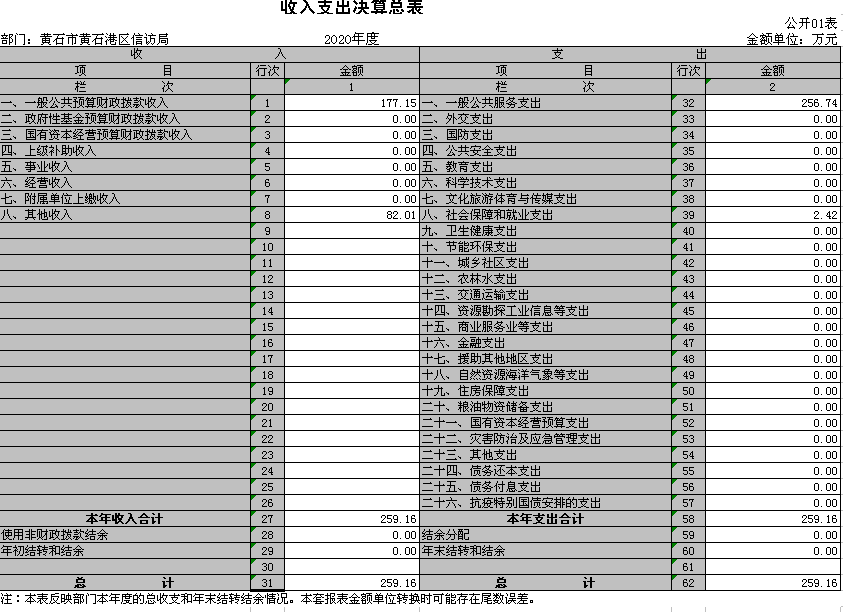 收入支出决算总表
公开01表
部门：黄石市黄石港区信访局 2020年度 金额单位：万元
收 入 支 出
项 目 行次 金额 项 目 行次 金额
栏 次 1 栏 次 2
一、一般公共预算财政拨款收入 1 177.15 一、一般公共服务支出 32 256.74
二、政府性基金预算财政拨款收入 2 0.00 二、外交支出 33 0.00
三、国有资本经营预算财政拨款收入 3 0.00 三、国防支出 34 0.00
四、上级补助收入 4 0.00 四、公共安全支出 35 0.00
五、事业收入 5 0.00 五、教育支出 36 0.00
六、经营收入 6 0.00 六、科学技术支出 37 0.00
七、附属单位上缴收入 7 0.00 七、文化旅游体育与传媒支出 38 0.00
八、其他收入 8 82.01 八、社会保障和就业支出 39 2.42
9 九、卫生健康支出 40 0.00
10 十、节能环保支出 41 0.00
11 十一、城乡社区支出 42 0.00
12 十二、农林水支出 43 0.00
13 十三、交通运输支出 44 0.00
14 十四、资源勘探工业信息等支出 45 0.00
15 十五、商业服务业等支出 46 0.00
16 十六、金融支出 47 0.00
17 十七、援助其他地区支出 48 0.00
18 十八、自然资源海洋气象等支出 49 0.00
19 十九、住房保障支出 50 0.00
20 二十、粮油物资储备支出 51 0.00
21 二十一、国有资本经营预算支出 52 0.00
22 二十二、灾害防治及应急管理支出 53 0.00
23 二十三、其他支出 54 0.00
24 二十四、债务还本支出 55 0.00
25 二十五、债务付息支出 56 0.00
26 二十六、抗疫特别国债安排的支出 57 0.00
本年收入合计 27 259.16 本年支出合计 58 259.16
使用非财政拨款结余 28 0.00 结余分配 59 0.00
年初结转和结余 29 0.00 年末结转和结余 60 0.00
30 61
总 计 31 259.16 总 计 62 259.16
注：本表反映部门本年度的总收支和年末结转结余情况。本套报表金额单位转换时可能存在尾数误差。